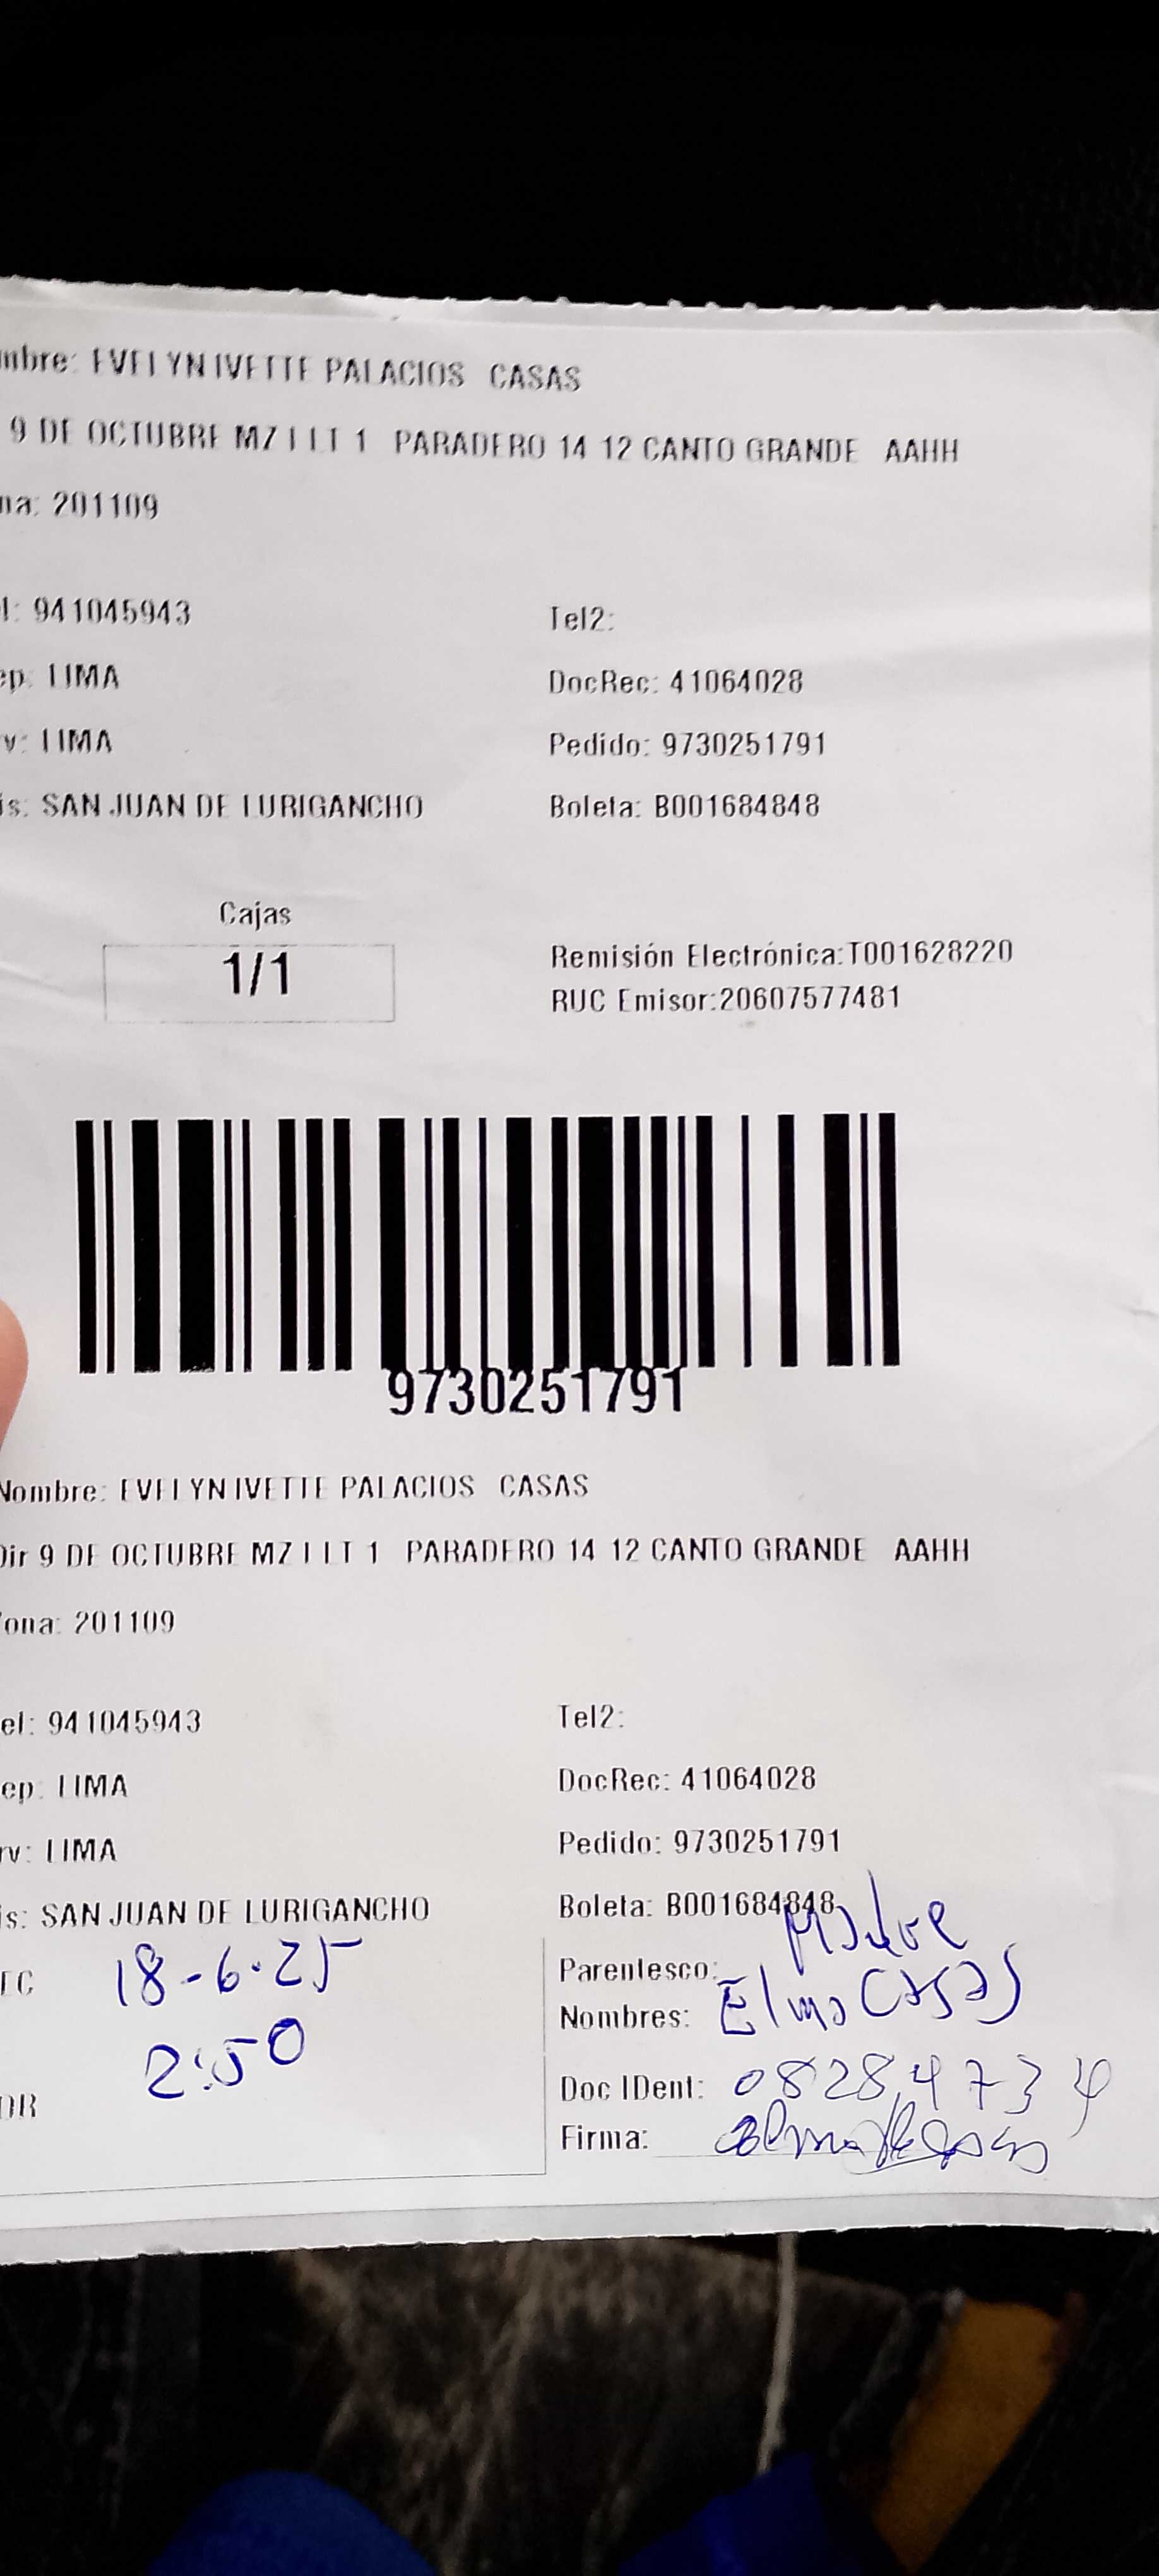 mbre: EVELYN IVETTE PALACIOS CASAS
9 DE OCTUBRE MZ I LT 1 PARADERO 14 12 CANTO GRANDE AAHH
na: 201109
l: 941045943 Tel2:
ep: LIMA DocRec: 41064028
v: LIMA Pedido: 9730251791
is: SAN JUAN DE LURIGANCHO Boleta: B001684848
Cajas
1/1
Remisión Electrónica:T001628220
RUC Emisor:20607577481
9730251791
Nombre: EVELYN IVETTE PALACIOS CASAS
Dir 9 DE OCTUBRE MZ I LT 1 PARADERO 14 12 CANTO GRANDE AAHH
Zona: 201109
el: 941045943 Tel2:
ep: LIMA DocRec: 41064028
rv: LIMA Pedido: 9730251791
is: SAN JUAN DE LURIGANCHO Boleta: B001684848
EC 18-6-25 Parentesco: Madre
Nombres: Elma Casas
2:50
OR Doc IDent: 08284734
Firma: